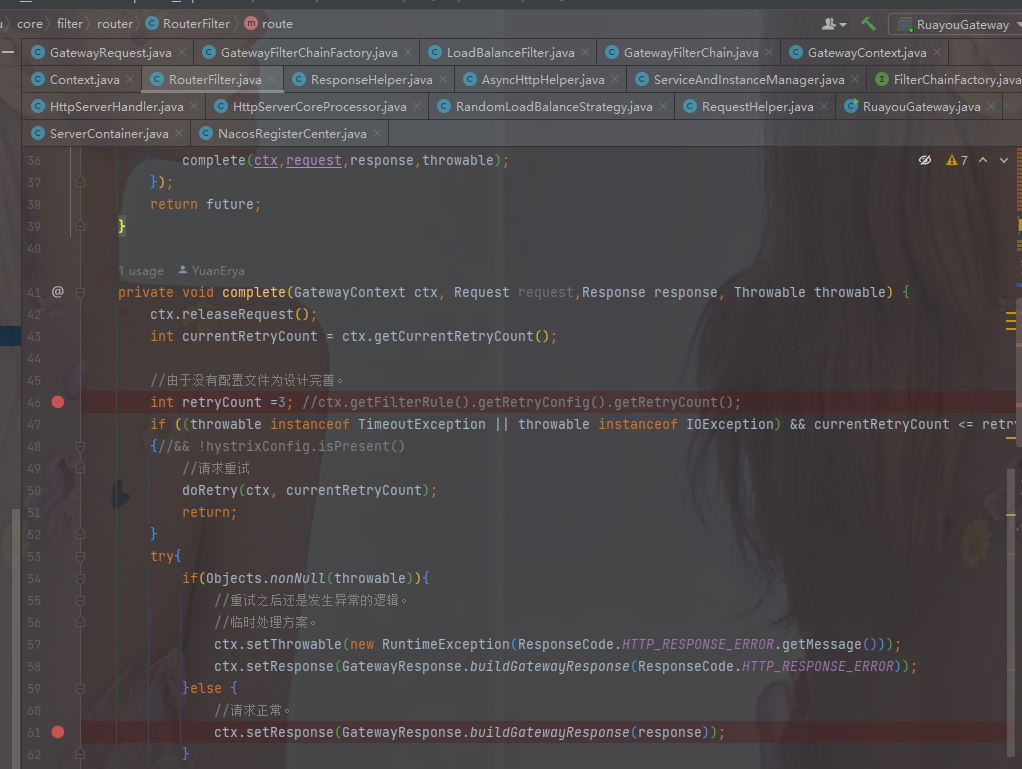 core 〉 filter 〉 router 〉 RouterFilter 〉 route
RuayouGateway
GatewayRequest.java × GatewayFilterChainFactory.java × LoadBalanceFilter.java × GatewayFilterChain.java × GatewayContext.java ×
Context.java × RouterFilter.java × ResponseHelper.java × AsyncHttpHelper.java × ServiceAndInstanceManager.java × FilterChainFactory.java
HttpServerHandler.java × HttpServerCoreProcessor.java × RandomLoadBalanceStrategy.java × RequestHelper.java × RuayouGateway.java ×
ServerContainer.java × NacosRegisterCenter.java ×
36 complete(ctx,request,response,throwable);
7
37 });
38 return future;
39 }
40
1 usage YuanErya
41 @ private void complete(GatewayContext ctx, Request request,Response response, Throwable throwable) {
42 ctx.releaseRequest();
43 int currentRetryCount = ctx.getCurrentRetryCount();
44
45 //由于没有配置文件为设计完善。
46 int retryCount =3; //ctx.getFilterRule().getRetryConfig().getRetryCount();
47 if ((throwable instanceof TimeoutException || throwable instanceof IOException) && currentRetryCount <= retr
48 {//&& !hystrixConfig.isPresent()
49 //请求重试
50 doRetry(ctx, currentRetryCount);
51 return;
52 }
53 try{
54 if(Objects.nonNull(throwable)){
55 //重试之后还是发生异常的逻辑。
56 //临时处理方案。
57 ctx.setThrowable(new RuntimeException(ResponseCode.HTTP_RESPONSE_ERROR.getMessage()));
58 ctx.setResponse(GatewayResponse.buildGatewayResponse(ResponseCode.HTTP_RESPONSE_ERROR));
59 }else {
60 //请求正常。
61 ctx.setResponse(GatewayResponse.buildGatewayResponse(response));
62 }